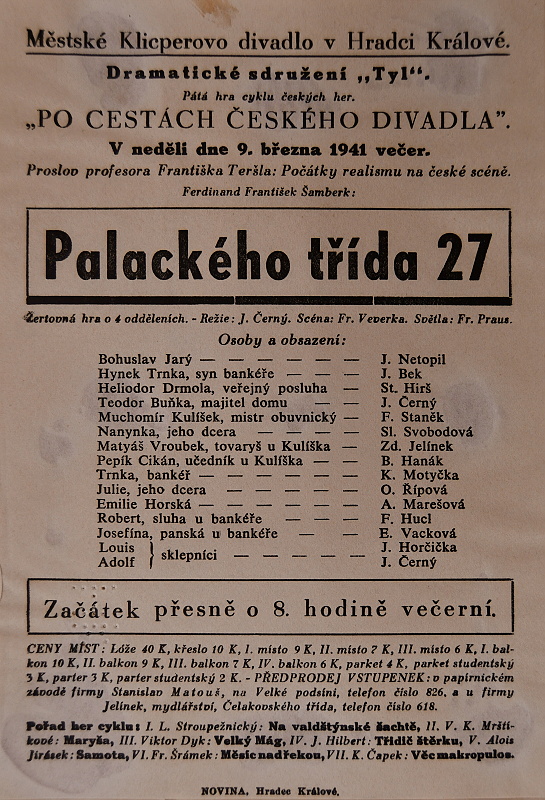 Městské Klicperovo divadlo v Hradci Králové.
Dramatické sdružení „Tyl“.
Pátá hra cyklu českých her.
„PO CESTÁCH ČESKÉHO DIVADLA”.
V neděli dne 9. března 1941 večer.
Proslov profesora Františka Teršla: Počátky realismu na české scéně.
Ferdinand František Šamberk:
Palackého třída 27
Žertovná hra o 4 odděleních. - Režie: J. Černý. Scéna: Fr. Veverka. Světla: Fr. Praus.
Osoby a obsazení:
Bohuslav Jarý — — — — — J. Netopil
Hynek Trnka, syn bankéře — — — J. Bek
Heliodor Drmola, veřejný posluha — St. Hirš
Teodor Buňka, majitel domu — — J. Černý
Muchomír Kulíšek, mistr obuvnický — F. Staněk
Nanynka, jeho dcera — — — — Sl. Svobodová
Matyáš Vroubek, tovaryš u Kulíška — Zd. Jelínek
Pepík Cikán, učedník u Kulíška — — B. Hanák
Trnka, bankéř — — — — — K. Motyčka
Julie, jeho dcera — — — — — O. Řípová
Emilie Horská — — — — — A. Marešová
Robert, sluha u bankéře — — — F. Hucl
Josefína, panská u bankéře — — E. Vacková
Louis } sklepníci — — — — J. Horčička
Adolf J. Černý
Začátek přesně o 8. hodině večerní.
CENY MÍST: Lóže 40 K, křeslo 10 K, I. místo 9 K, II. místo 7 K, III. místo 6 K, I. bal-
kon 10 K, II. balkon 9 K, III. balkon 7 K, IV. balkon 6 K, parket 4 K, parket studentský
3 K, parter 3 K, parter studentský 2 K. - PŘEDPRODEJ VSTUPENEK: v papírnickém
závodě firmy Stanislav Matouš, na Velké podsíni, telefon číslo 826, a u firmy
Jelínek, mydlářství, Čelakovského třída, telefon číslo 618.
Pořad her cyklu: I. L. Stroupežnický: Na valdštýnské šachtě, II. V. K. Mrští-
kové: Maryša, III. Viktor Dyk: Velký Mág, IV. J. Hilbert: Třídič štěrku, V. Alois
Jirásek: Samota, VI. Fr. Šrámek: Měsíc nad řekou, VII. K. Čapek: Věc makropulos.
NOVINA, Hradec Králové.